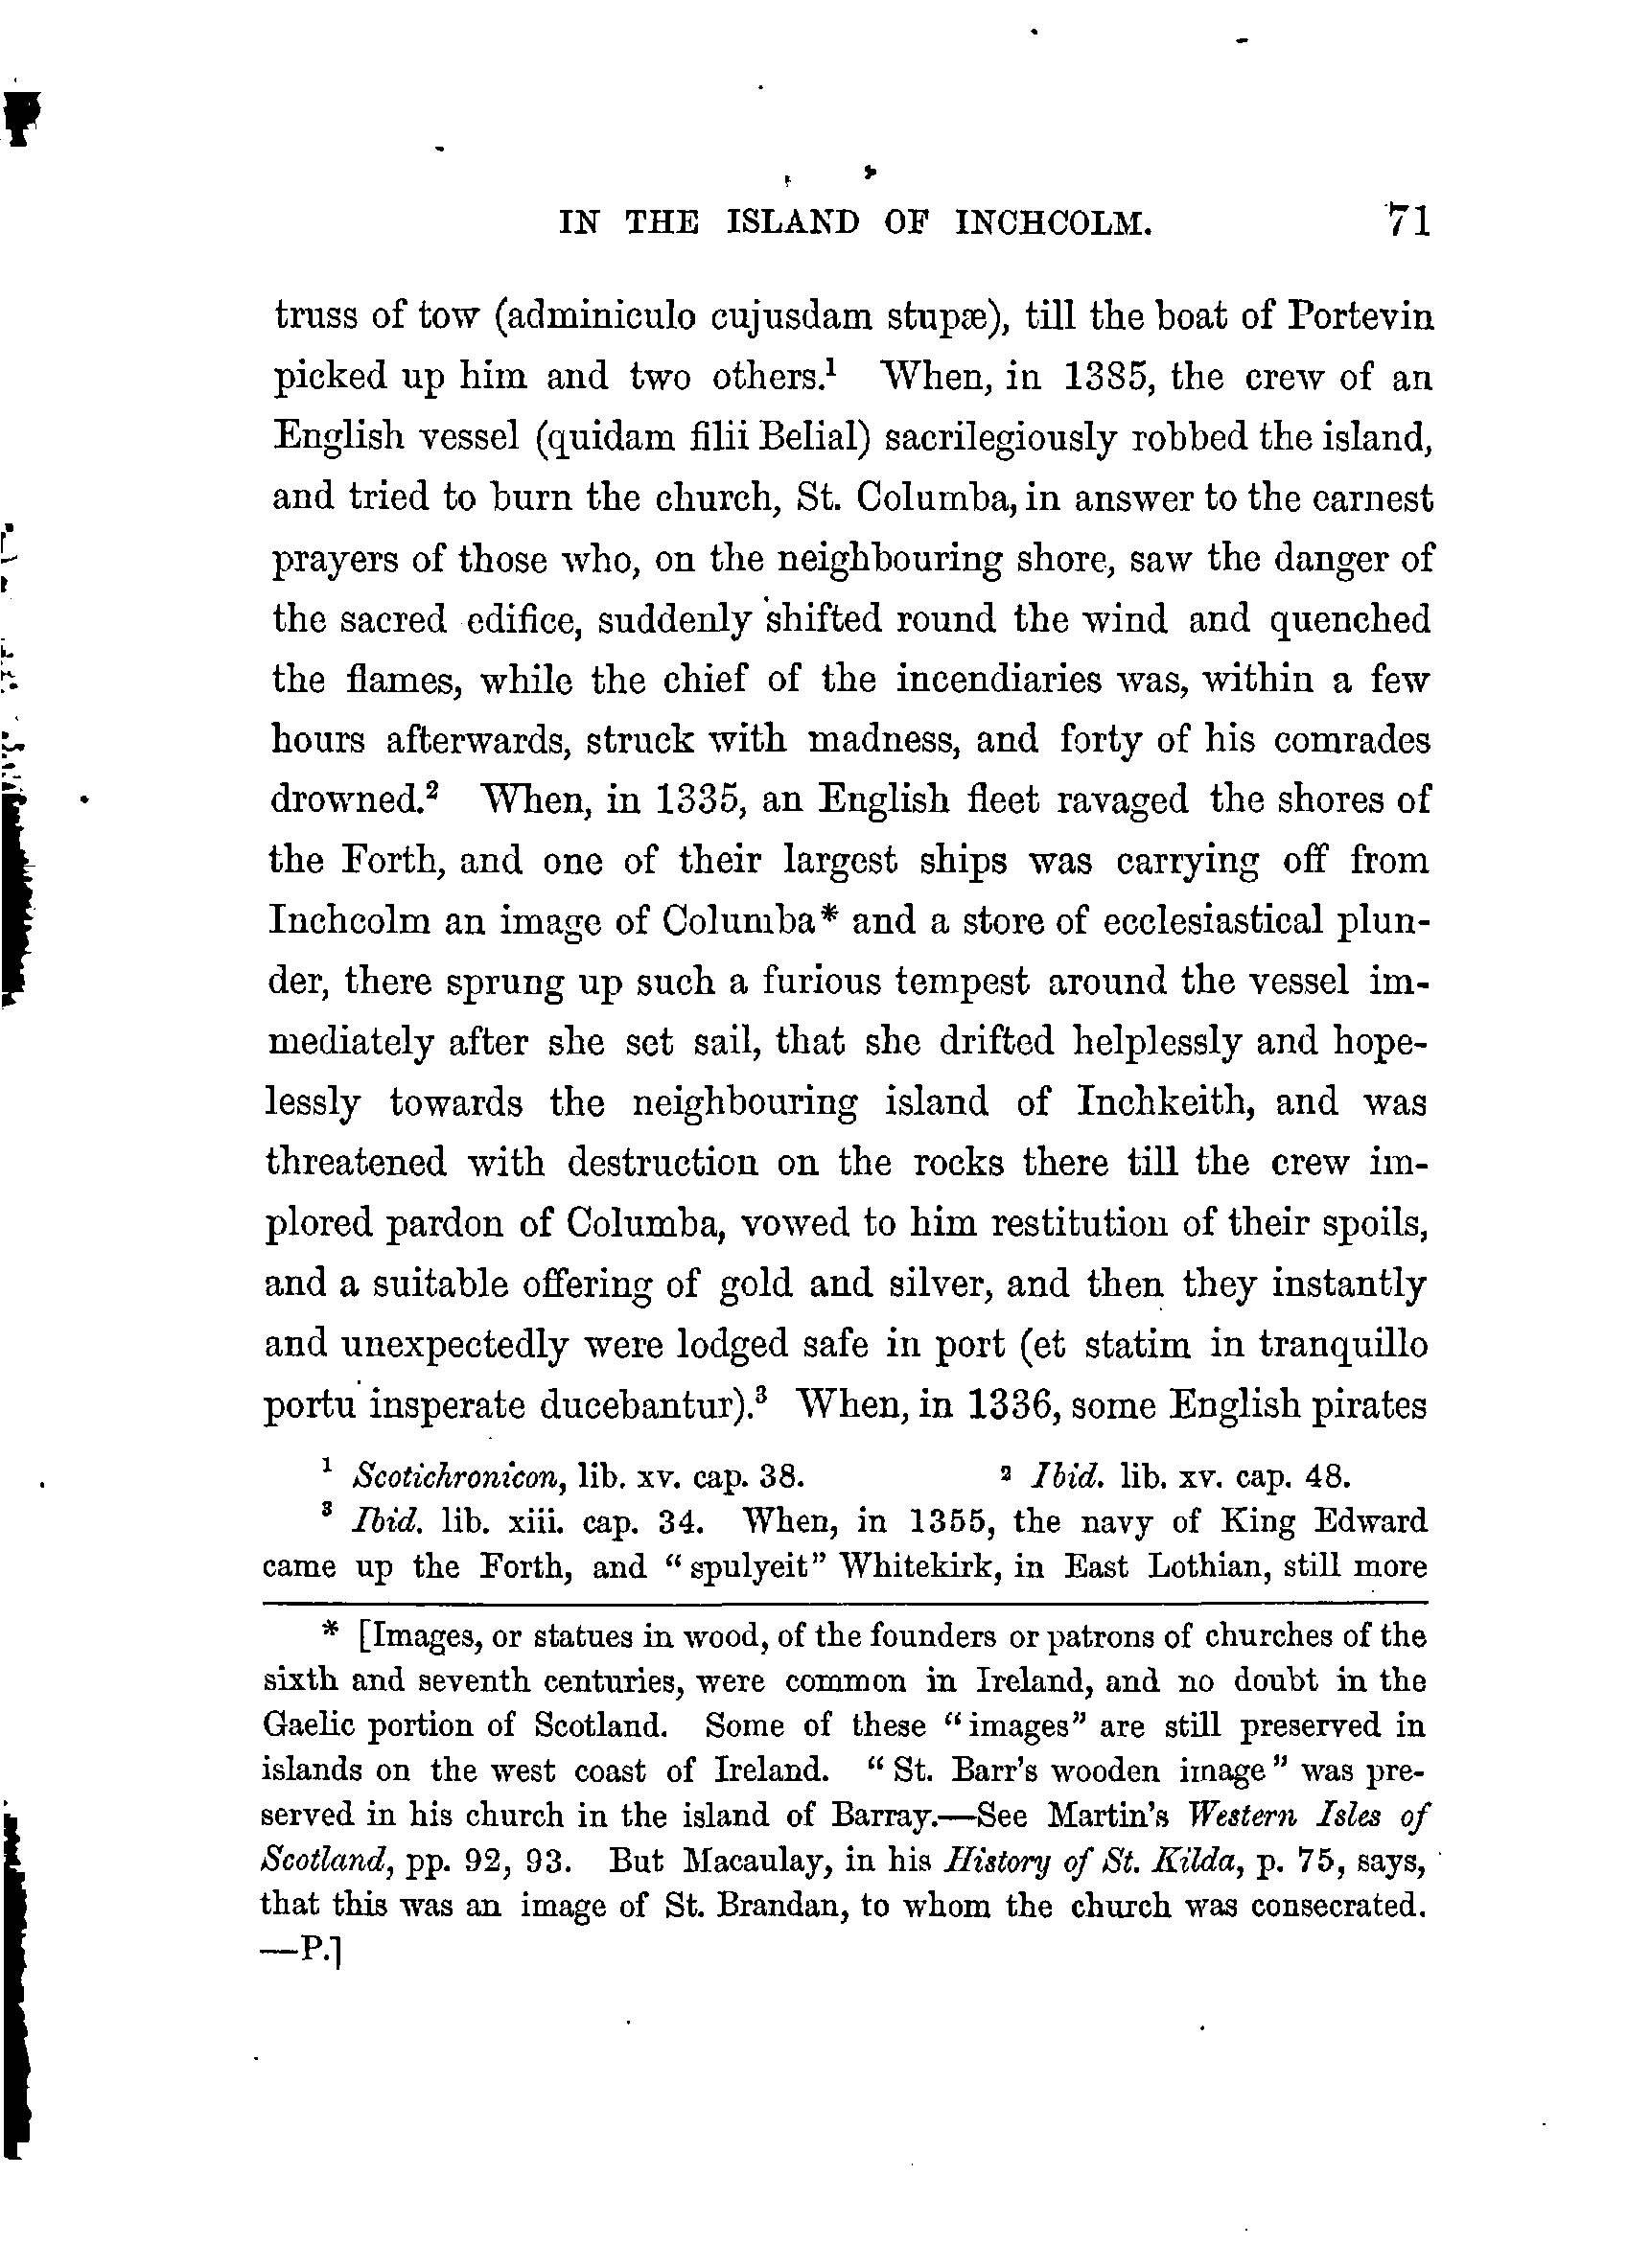 IN THE ISLAND OF INCHCOLM. 71
truss of tow (adminiculo cujusdam stupæ), till the boat of Portevin
picked up him and two others.¹ When, in 1385, the crew of an
English vessel (quidam filii Belial) sacrilegiously robbed the island,
and tried to burn the church, St. Columba, in answer to the earnest
prayers of those who, on the neighbouring shore, saw the danger of
the sacred edifice, suddenly shifted round the wind and quenched
the flames, while the chief of the incendiaries was, within a few
hours afterwards, struck with madness, and forty of his comrades
drowned.² When, in 1335, an English fleet ravaged the shores of
the Forth, and one of their largest ships was carrying off from
Inchcolm an image of Columba* and a store of ecclesiastical plun-
der, there sprung up such a furious tempest around the vessel im-
mediately after she set sail, that she drifted helplessly and hope-
lessly towards the neighbouring island of Inchkeith, and was
threatened with destruction on the rocks there till the crew im-
plored pardon of Columba, vowed to him restitution of their spoils,
and a suitable offering of gold and silver, and then they instantly
and unexpectedly were lodged safe in port (et statim in tranquillo
portu insperate ducebantur).³ When, in 1336, some English pirates
¹ Scotichronicon, lib. xv. cap. 38. ² Ibid. lib. xv. cap. 48.
³ Ibid. lib. xiii. cap. 34. When, in 1355, the navy of King Edward
came up the Forth, and "spulyeit" Whitekirk, in East Lothian, still more
* [Images, or statues in wood, of the founders or patrons of churches of the
sixth and seventh centuries, were common in Ireland, and no doubt in the
Gaelic portion of Scotland. Some of these "images" are still preserved in
islands on the west coast of Ireland. "St. Barr's wooden image" was pre-
served in his church in the island of Barray.—See Martin's Western Isles of
Scotland, pp. 92, 93. But Macaulay, in his History of St. Kilda, p. 75, says,
that this was an image of St. Brandan, to whom the church was consecrated.
—P.]